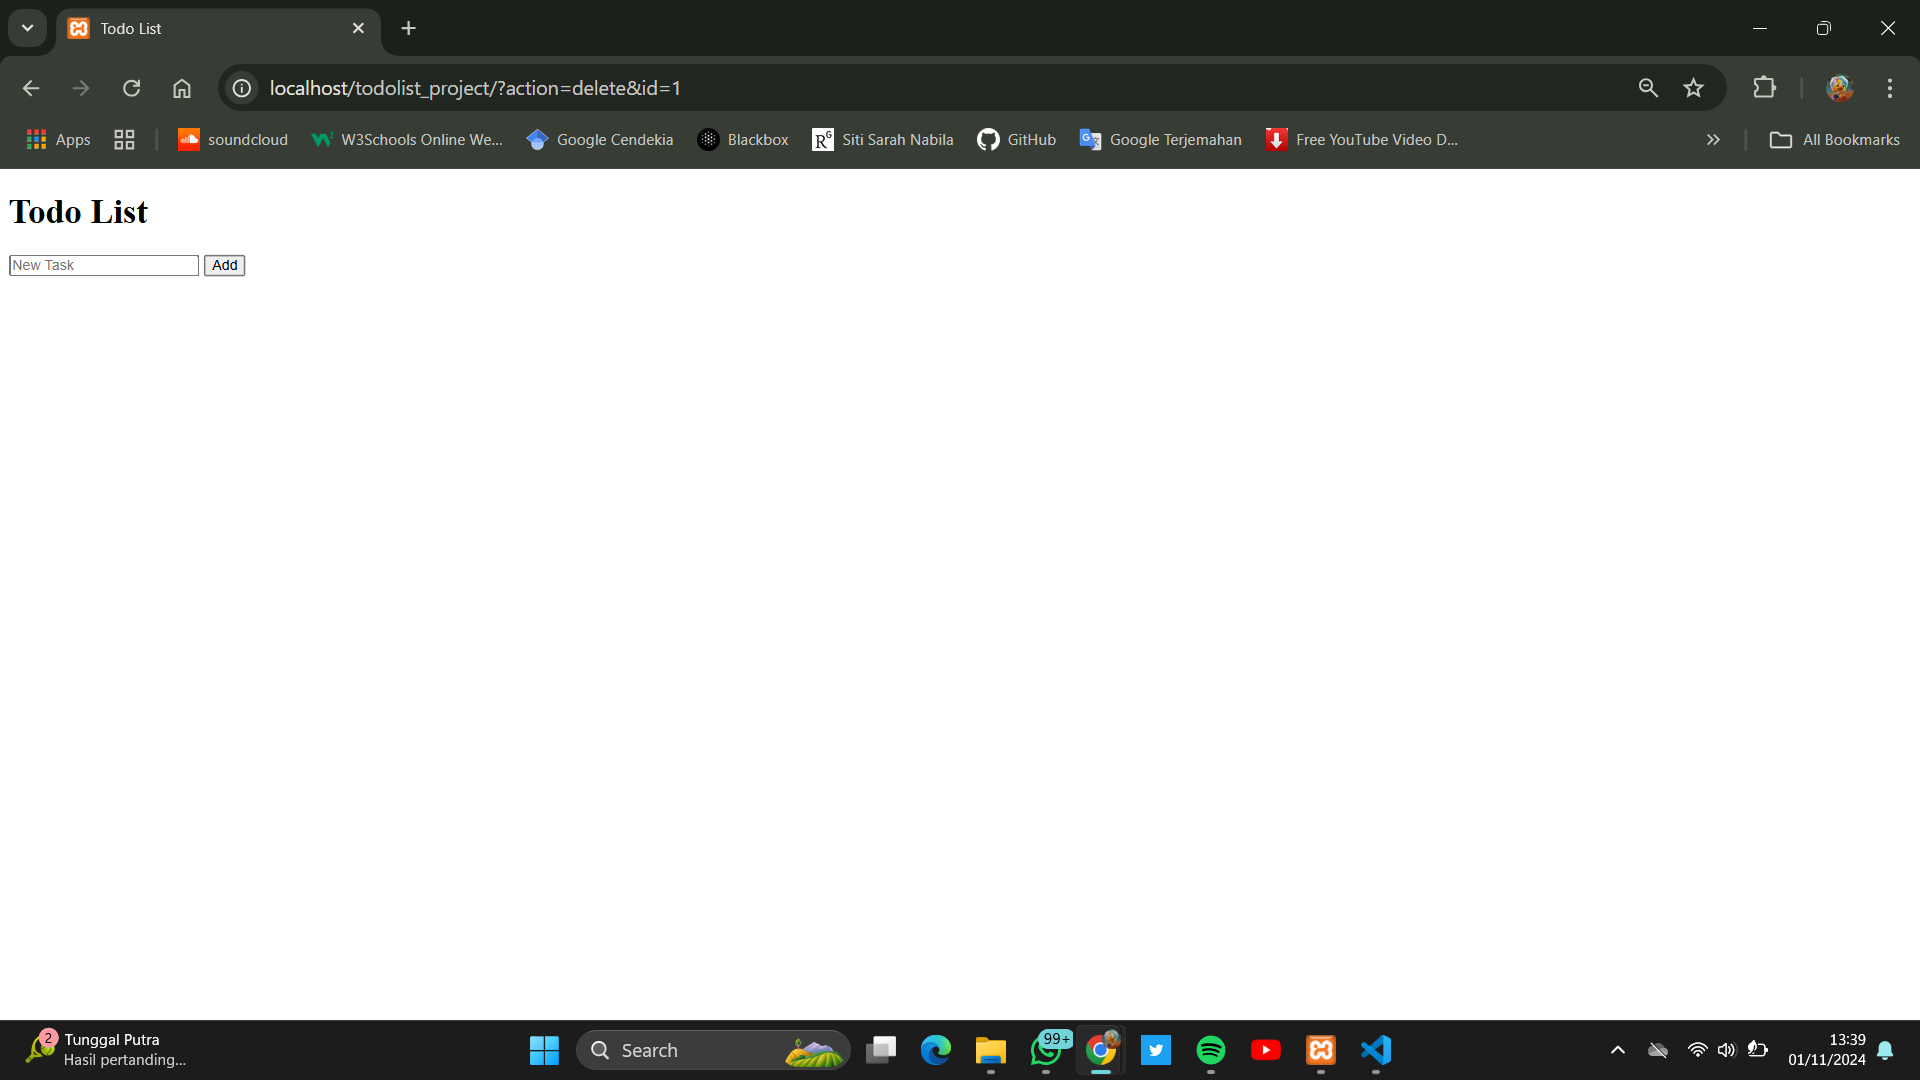 Todo List
localhost/todolist_project/?action=delete&id=1
Apps soundcloud W3Schools Online We... Google Cendekia Blackbox Siti Sarah Nabila GitHub Google Terjemahan Free YouTube Video D... All Bookmarks
Todo List
New Task Add
2 Tunggal Putra
Hasil pertanding...
Search
99+
13:39
01/11/2024